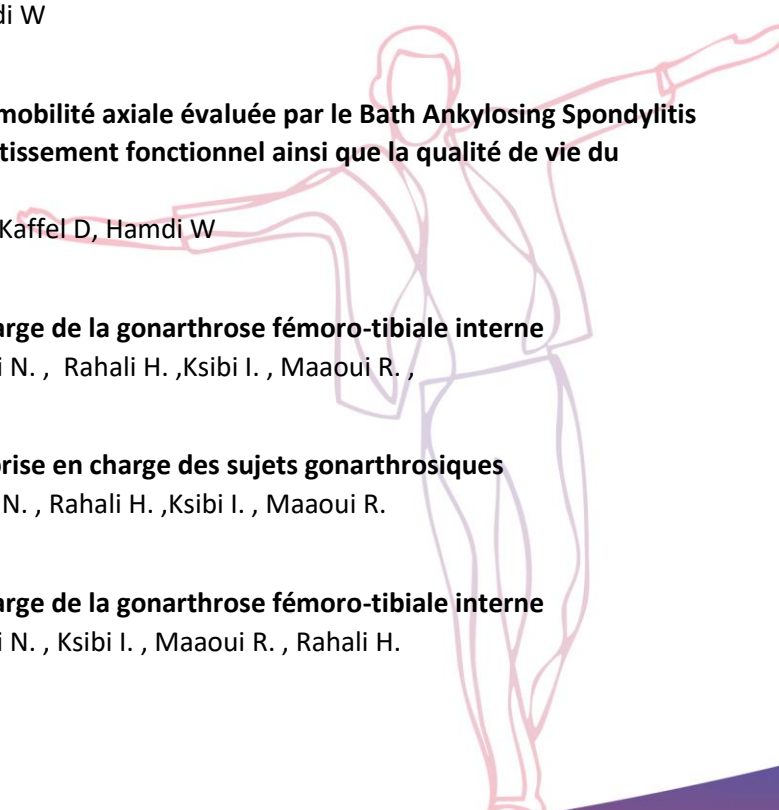 di W
mobilité axiale évaluée par le Bath Ankylosing Spondylitis
tissement fonctionnel ainsi que la qualité de vie du
Kaffel D, Hamdi W
arge de la gonarthrose fémoro-tibiale interne
i N. , Rahali H. ,Ksibi I. , Maaoui R. ,
prise en charge des sujets gonarthrosiques
N. , Rahali H. ,Ksibi I. , Maaoui R.
arge de la gonarthrose fémoro-tibiale interne
i N. , Ksibi I. , Maaoui R. , Rahali H.